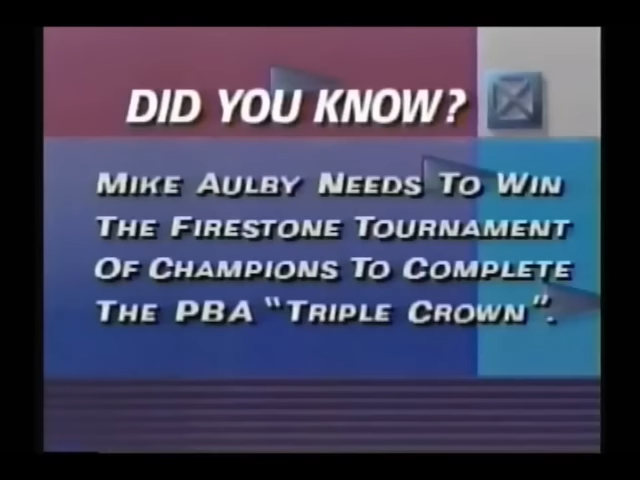 DID YOU KNOW?
MIKE AULBY NEEDS TO WIN
THE FIRESTONE TOURNAMENT
OF CHAMPIONS TO COMPLETE
THE PBA "TRIPLE CROWN".